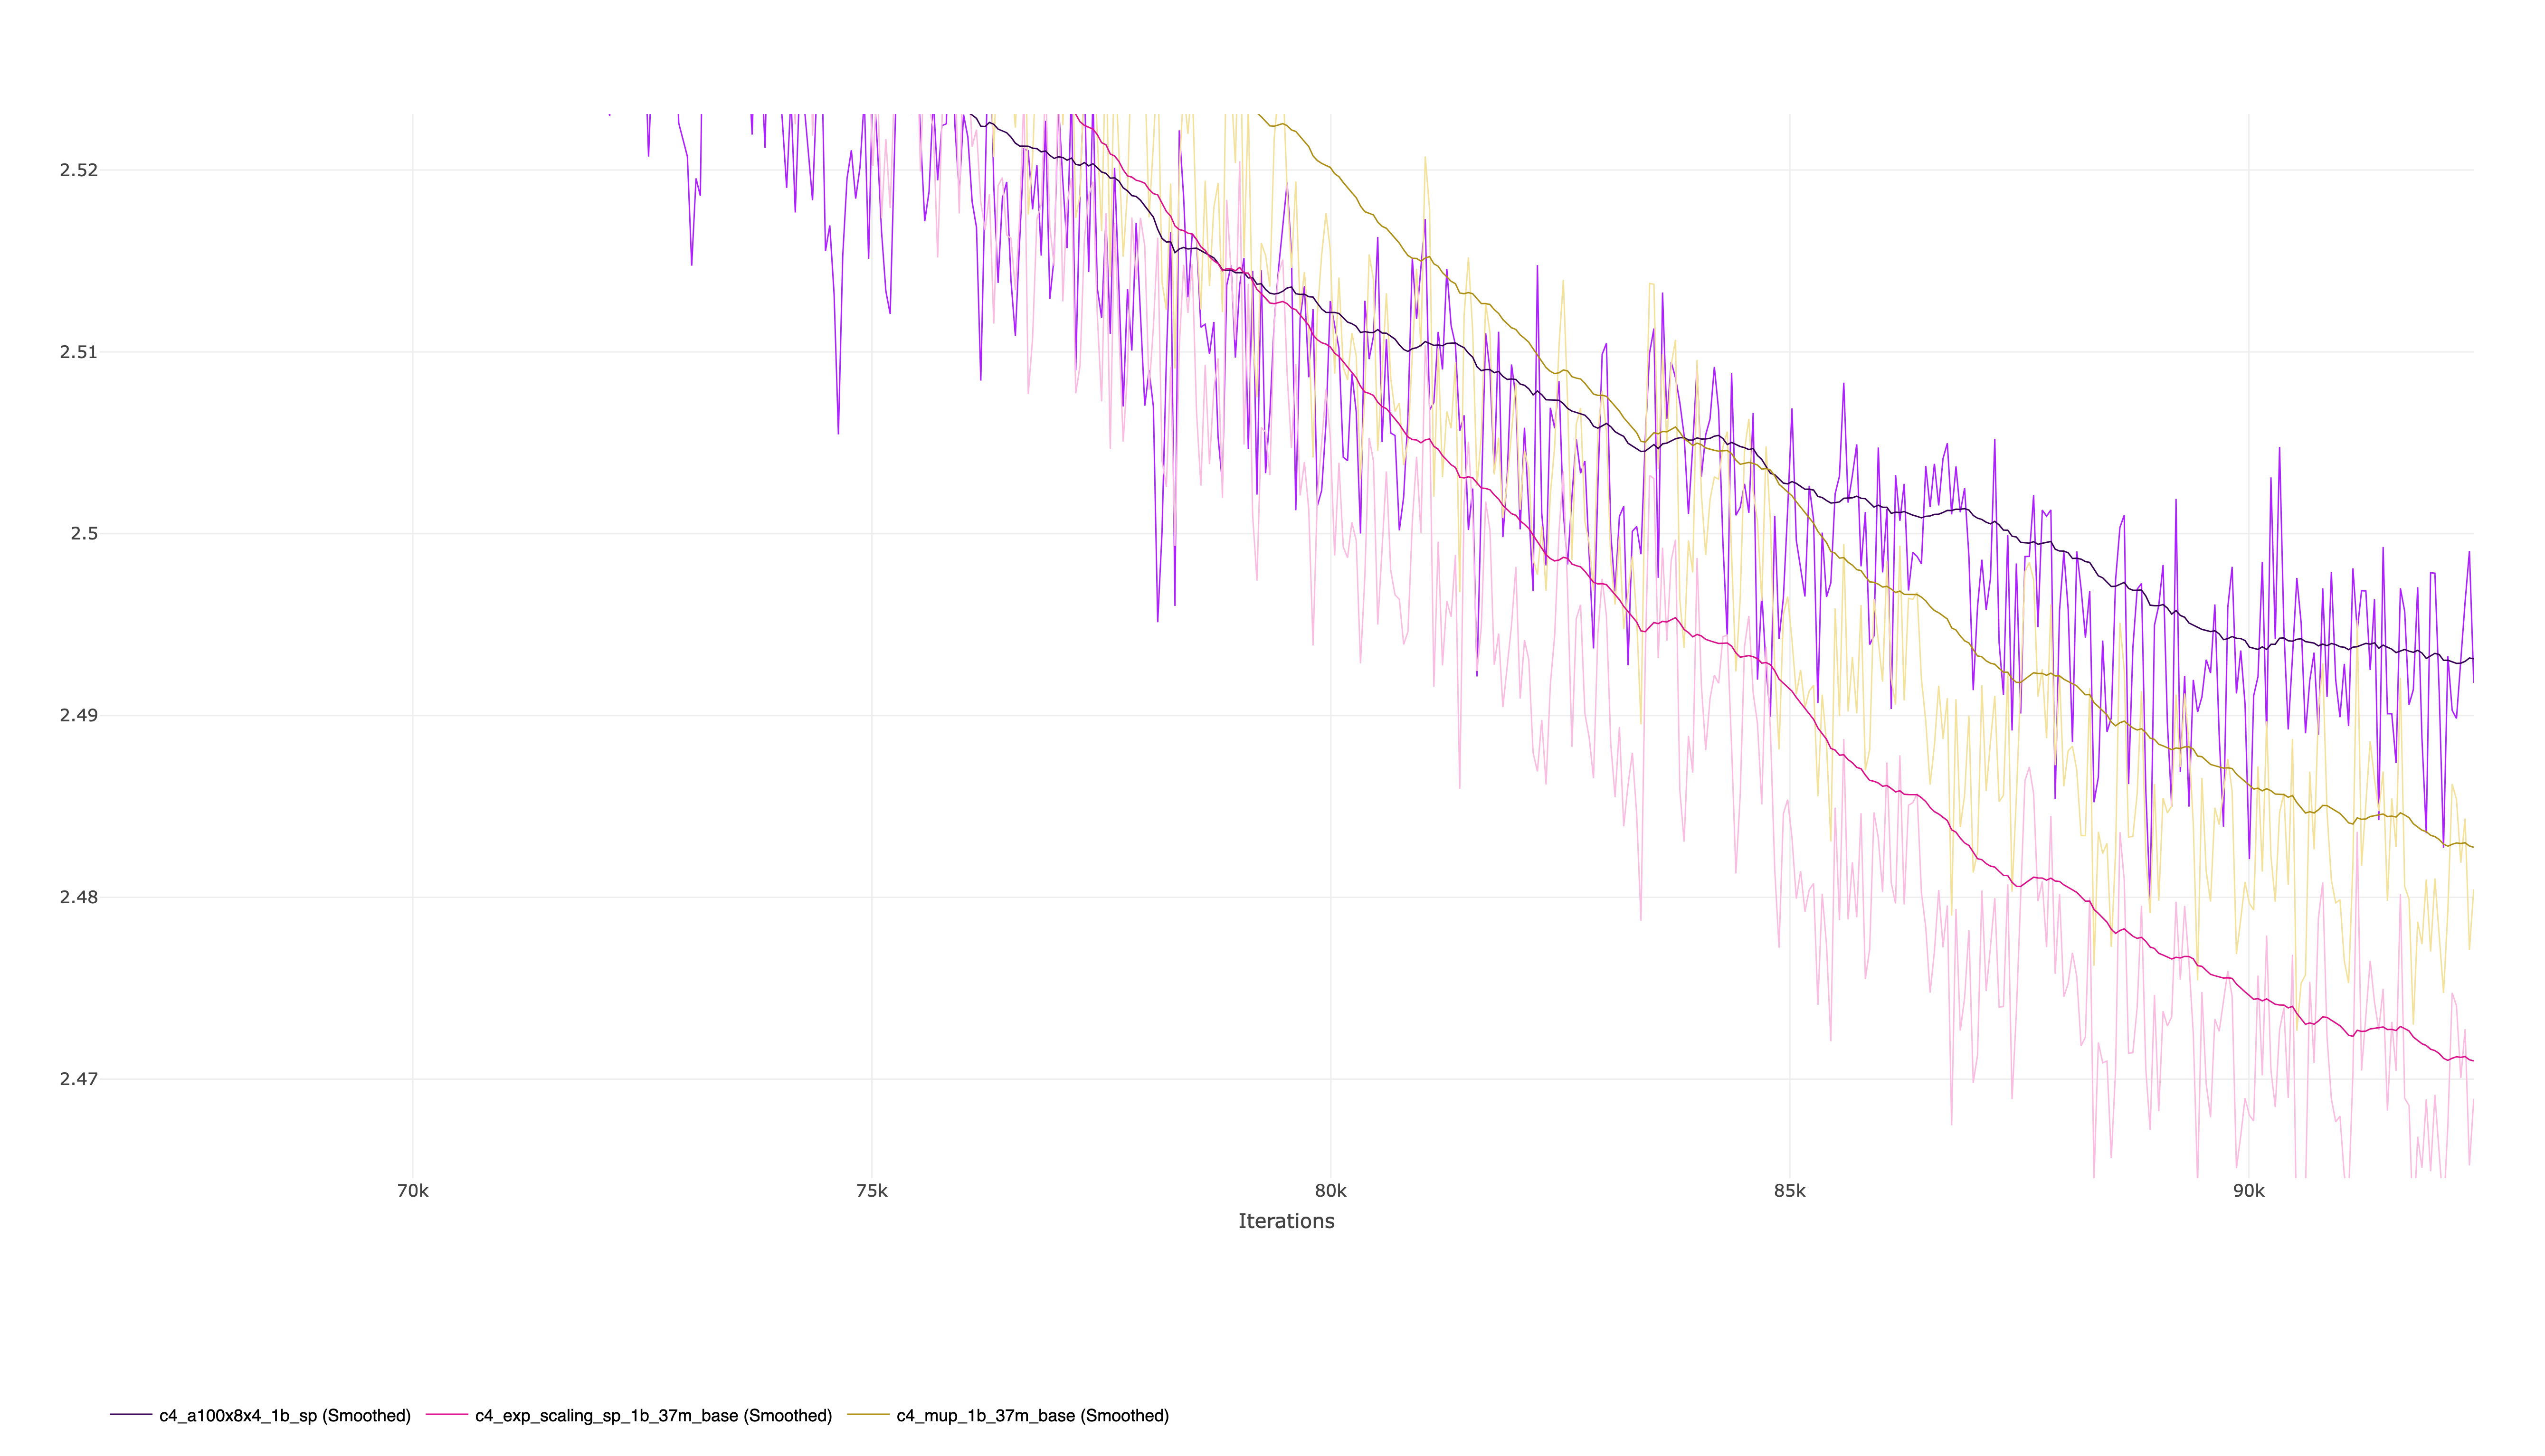 2.52
2.51
2.5
2.49
2.48
2.47
70k 75k 80k 85k 90k
Iterations
c4_a100x8x4_1b_sp (Smoothed) c4_exp_scaling_sp_1b_37m_base (Smoothed) c4_mup_1b_37m_base (Smoothed)